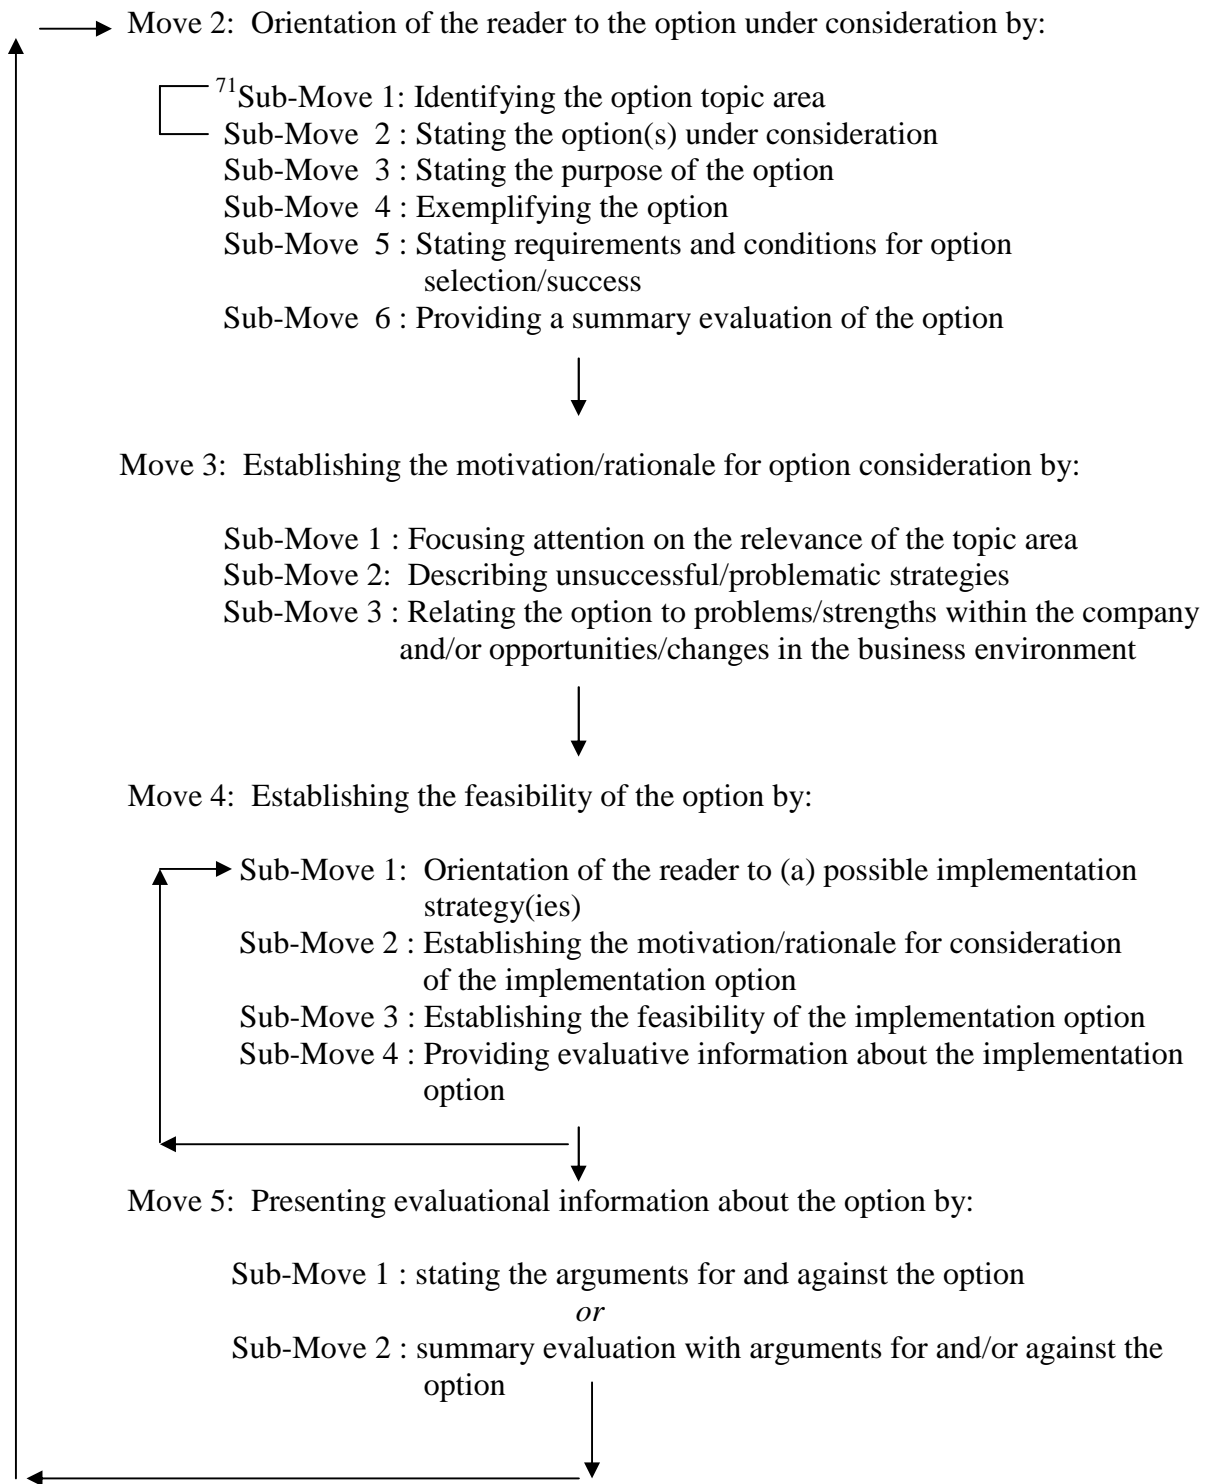 Move 2:  Orientation of the reader to the option under consideration by:
71Sub-Move 1: Identifying the option topic area
Sub-Move  2 : Stating the option(s) under consideration
Sub-Move  3 : Stating the purpose of the option
Sub-Move  4 : Exemplifying the option
Sub-Move  5 : Stating requirements and conditions for option
selection/success
Sub-Move  6 : Providing a summary evaluation of the option
Move 3:  Establishing the motivation/rationale for option consideration by:
Sub-Move 1 : Focusing attention on the relevance of the topic area
Sub-Move 2:  Describing unsuccessful/problematic strategies
Sub-Move 3 : Relating the option to problems/strengths within the company
and/or opportunities/changes in the business environment
Move 4:  Establishing the feasibility of the option by:
Sub-Move 1:  Orientation of the reader to (a) possible implementation
strategy(ies)
Sub-Move 2 : Establishing the motivation/rationale for consideration
of the implementation option
Sub-Move 3 : Establishing the feasibility of the implementation option
Sub-Move 4 : Providing evaluative information about the implementation
option
Move 5:  Presenting evaluational information about the option by:
Sub-Move 1 : stating the arguments for and against the option
or
Sub-Move 2 : summary evaluation with arguments for and/or against the
option